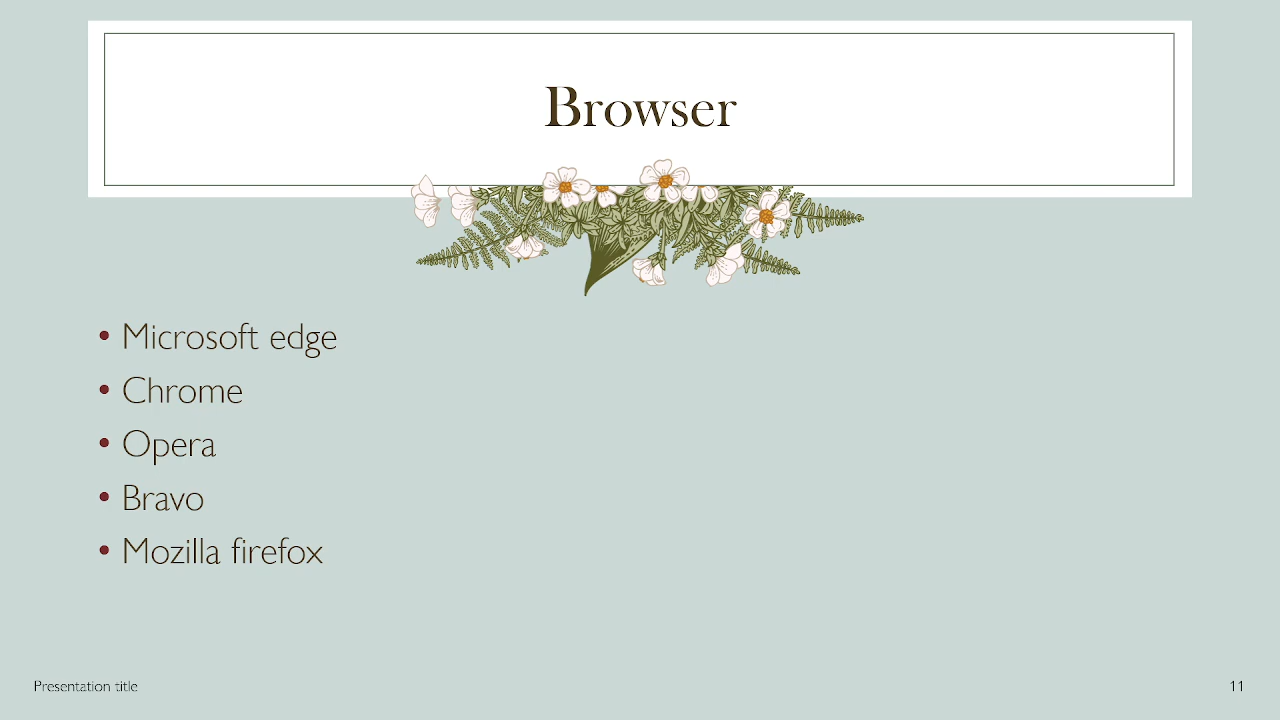 Browser
• Microsoft edge
• Chrome
• Opera
• Bravo
• Mozilla firefox
Presentation title
11